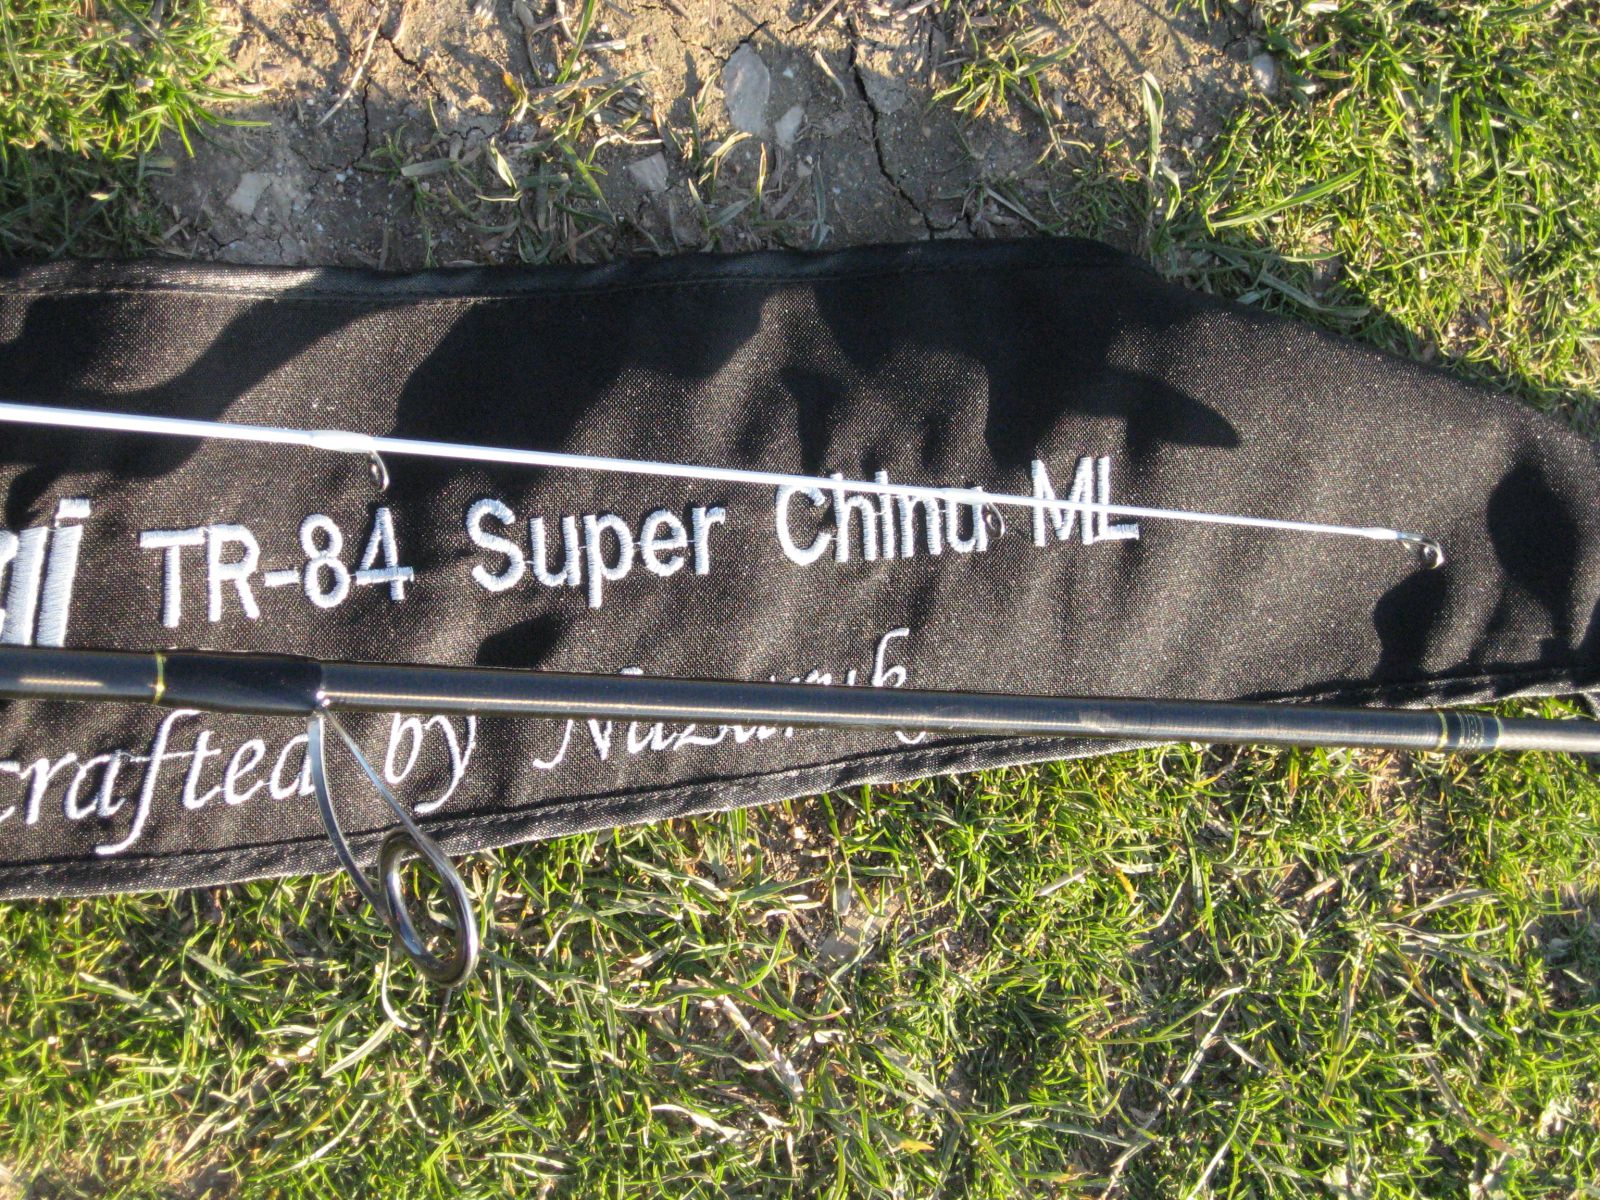 TR-84 Super Chinu ML
crafted by